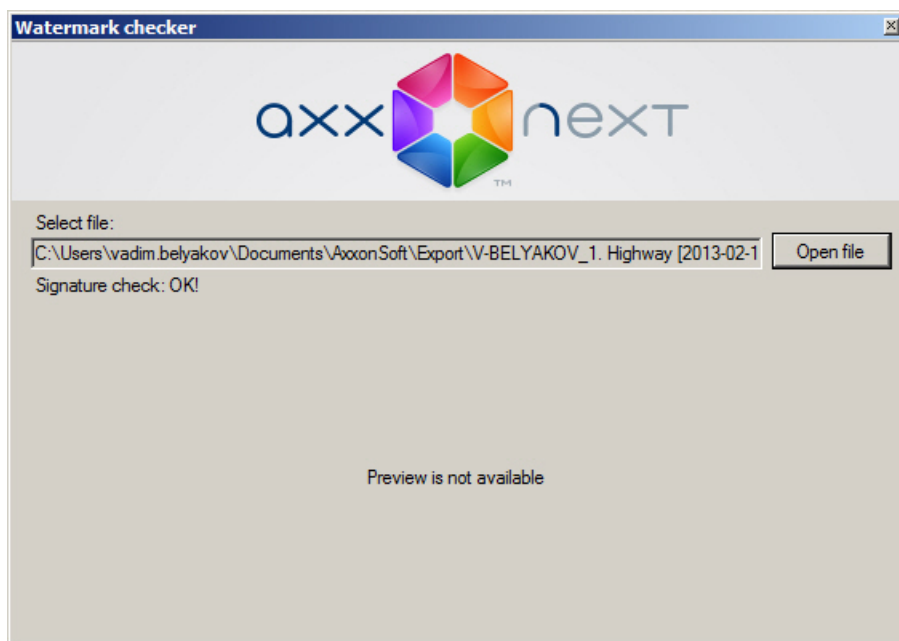 Watermark checker
axx next
TM
Select file:
C:\Users\vadim.belyakov\Documents\AxxonSoft\Export\V-BELYAKOV_1. Highway [2013-02-1
Open file
Signature check: OK!
Preview is not available